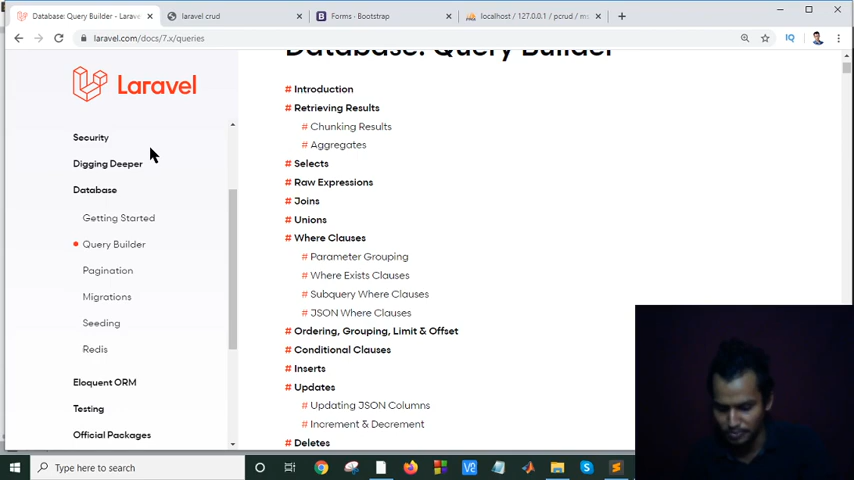 Database: Query Builder - Larave
laravel crud
Forms · Bootstrap
localhost / 127.0.0.1 / pcrud / m
laravel.com/docs/7.x/queries
IQ
Laravel
Security
Digging Deeper
Database
Getting Started
Query Builder
Pagination
Migrations
Seeding
Redis
Eloquent ORM
Testing
Official Packages
Database: Query Builder
# Introduction
# Retrieving Results
# Chunking Results
# Aggregates
# Selects
# Raw Expressions
# Joins
# Unions
# Where Clauses
# Parameter Grouping
# Where Exists Clauses
# Subquery Where Clauses
# JSON Where Clauses
# Ordering, Grouping, Limit & Offset
# Conditional Clauses
# Inserts
# Updates
# Updating JSON Columns
# Increment & Decrement
# Deletes
Type here to search